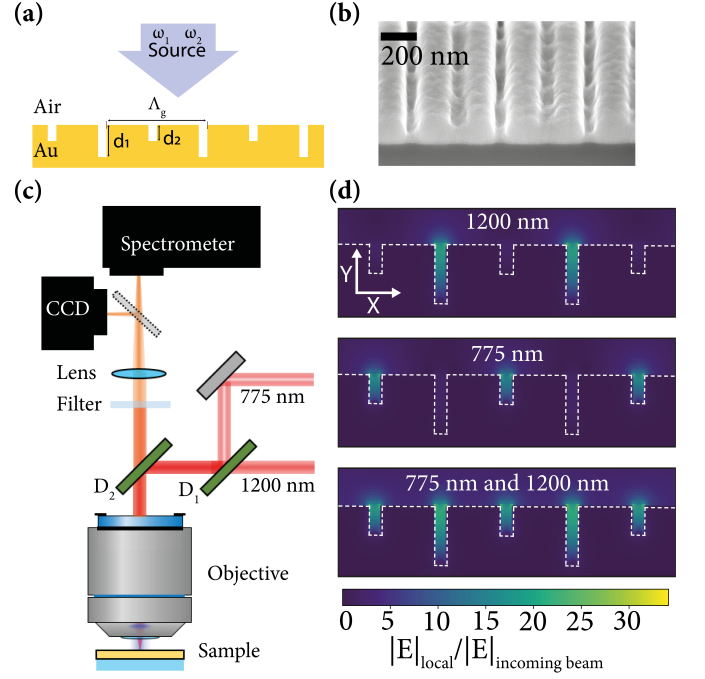 (a)
ω₁ ω₂
Source
Air
Λg
d₁
d₂
Au
(b)
200 nm
(c)
Spectrometer
CCD
Lens
Filter
775 nm
D₂
D₁
1200 nm
Objective
Sample
(d)
1200 nm
Y
X
775 nm
775 nm and 1200 nm
0 5 10 15 20 25 30
|E|local/|E|incoming beam